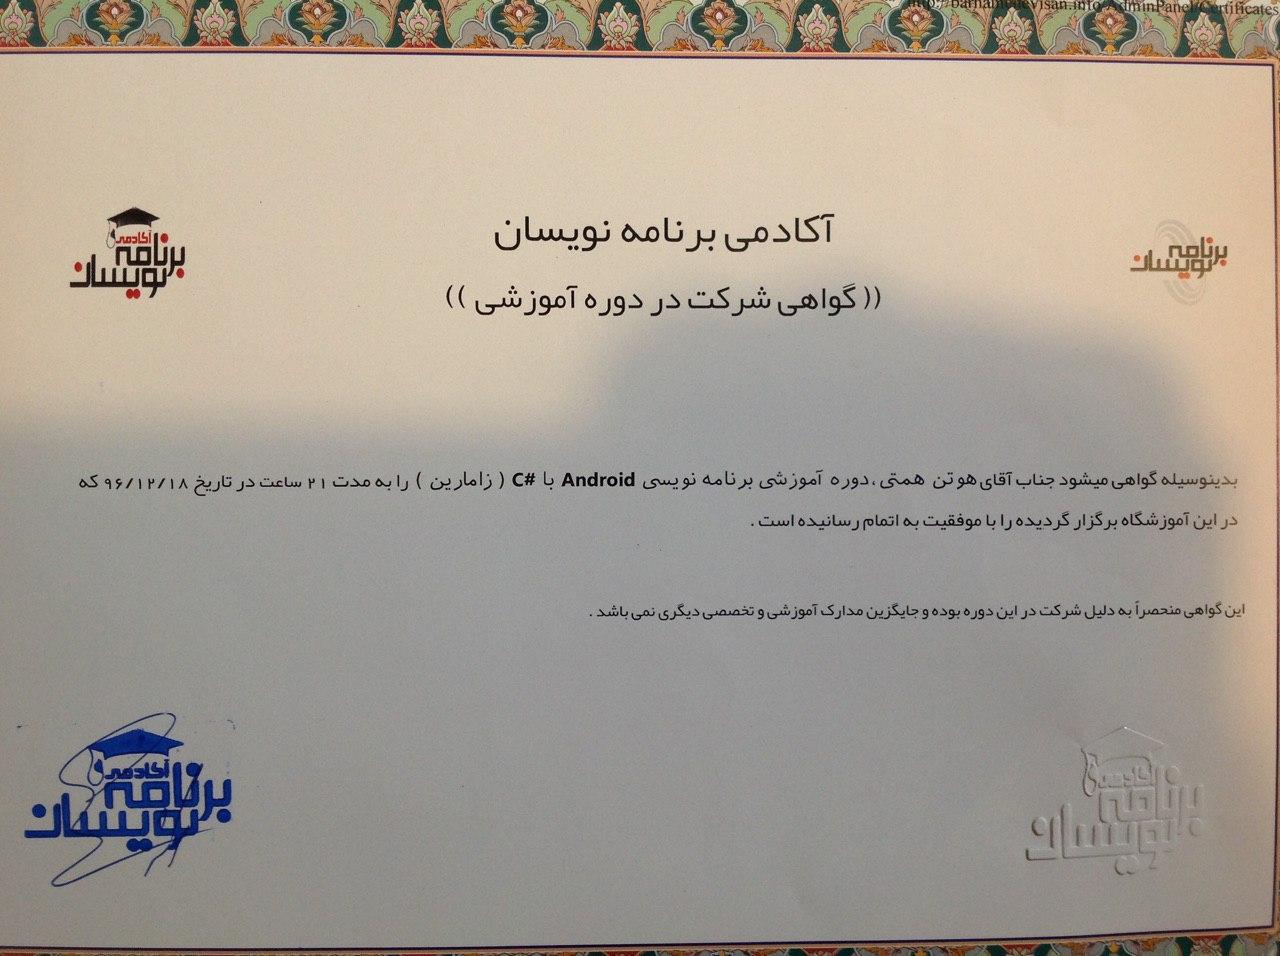 http://barnamenevisan.info/AdminPanel/Certificates
برنامه نویسان
آکادمی برنامه نویسان
آکادمی برنامه نویسان
(( گواهی شرکت در دوره آموزشی ))
بدینوسیله گواهی میشود جناب آقای هوتن همتی ،دوره آموزشی برنامه نویسی Android با C# ( زامارین ) را به مدت ۲۱ ساعت در تاریخ ۹۶/۱۲/۱۸ که
در این آموزشگاه برگزار گردیده را با موفقیت به اتمام رسانیده است .
این گواهی منحصراً به دلیل شرکت در این دوره بوده و جایگزین مدارک آموزشی و تخصصی دیگری نمی باشد .
آکادمی برنامه نویسان
آکادمی برنامه نویسان